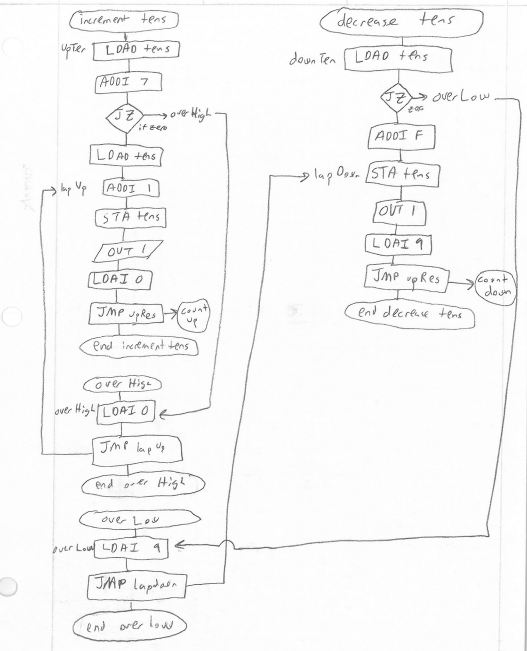 increment tens
upTen LDAD tens
ADDI 7
JZ overHigh
if zero
LDAD tens
lap Up ADDI 1
STA tens
OUT 1
LDAI 0
JMP upRes count up
end increment tens
over High
over High LDAI 0
JMP lap Up
end over High
over Low
over Low LDAI 9
JMP lapdown
end over low
decrease tens
down Ten LDAD tens
JZ overLow
zero
ADDI F
lap Down STA tens
OUT 1
LDAI 9
JMP upRes count down
end decrease tens